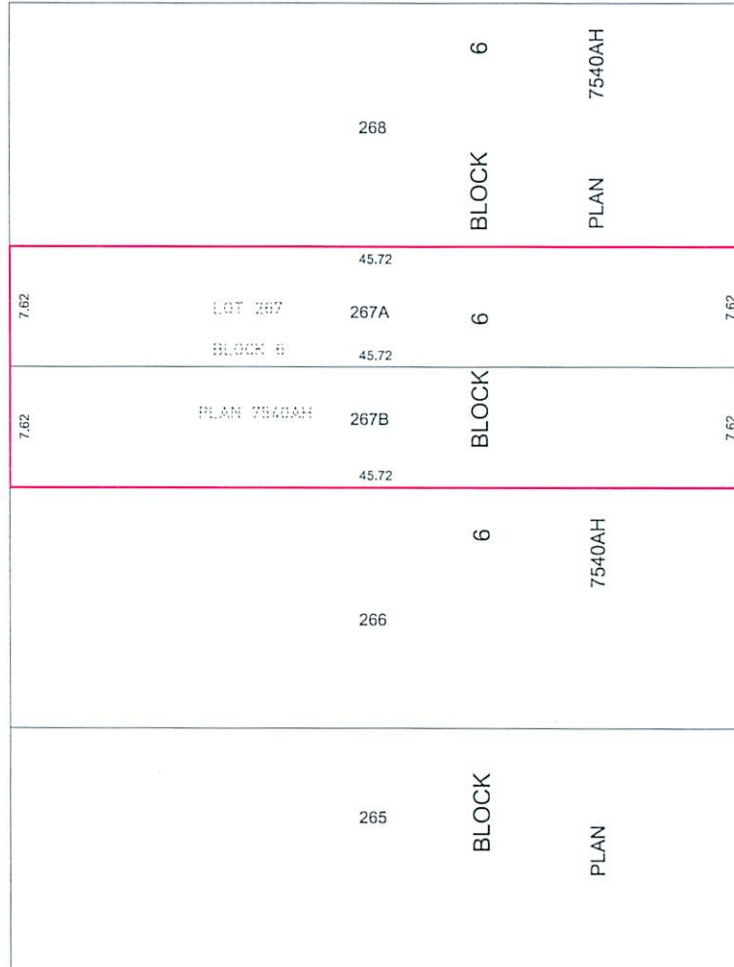 268
BLOCK 6
PLAN 7540AH
45.72
7.62
7.62
LOT 267
267A
BLOCK 6
45.72
PLAN 7540AH
267B
BLOCK 6
7.62
7.62
45.72
6
7540AH
266
265
BLOCK
PLAN